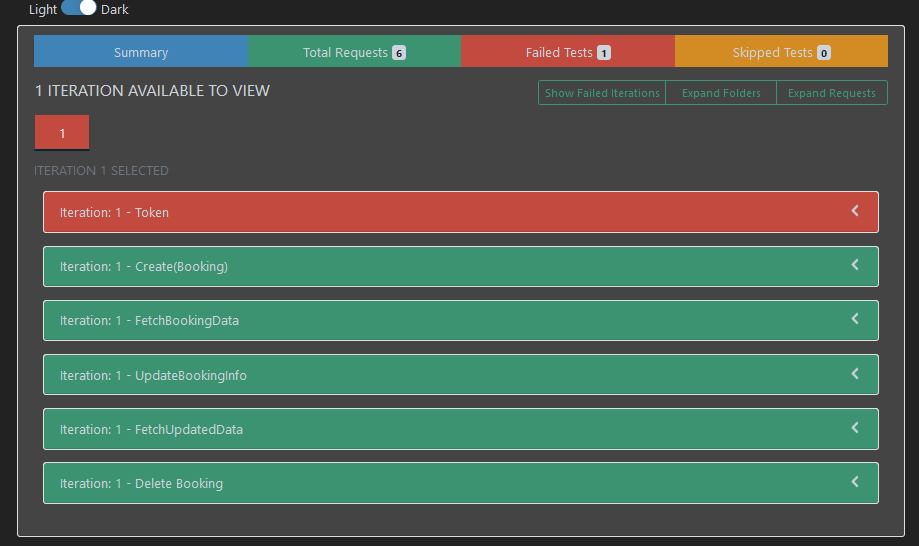 Light Dark
Summary Total Requests 6 Failed Tests 1 Skipped Tests 0
1 ITERATION AVAILABLE TO VIEW Show Failed Iterations Expand Folders Expand Requests
1
ITERATION 1 SELECTED
Iteration: 1 - Token
Iteration: 1 - Create(Booking)
Iteration: 1 - FetchBookingData
Iteration: 1 - UpdateBookingInfo
Iteration: 1 - FetchUpdatedData
Iteration: 1 - Delete Booking